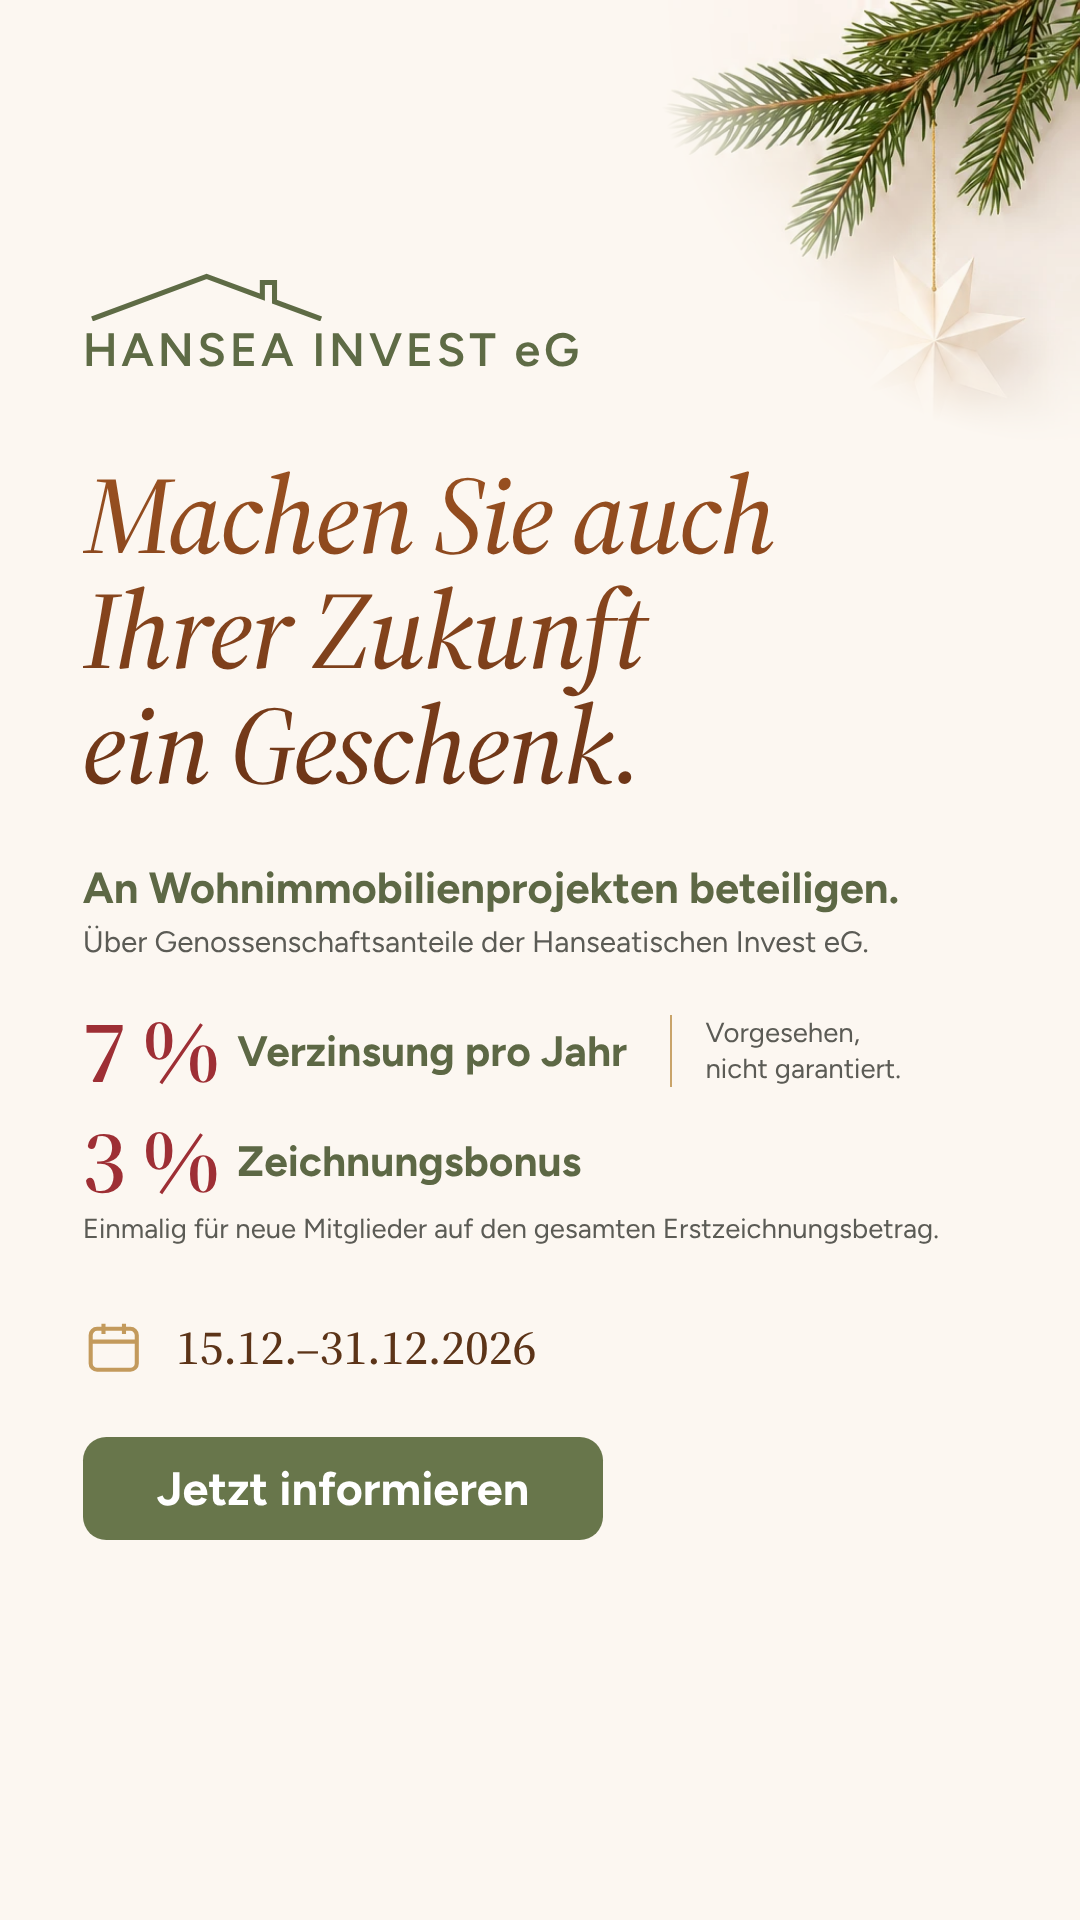 HANSEA INVEST eG
Machen Sie auch
Ihrer Zukunft
ein Geschenk.
An Wohnimmobilienprojekten beteiligen.
Über Genossenschaftsanteile der Hanseatischen Invest eG.
7 % Verzinsung pro Jahr
Vorgesehen,
nicht garantiert.
3 % Zeichnungsbonus
Einmalig für neue Mitglieder auf den gesamten Erstzeichnungsbetrag.
15.12.–31.12.2026
Jetzt informieren